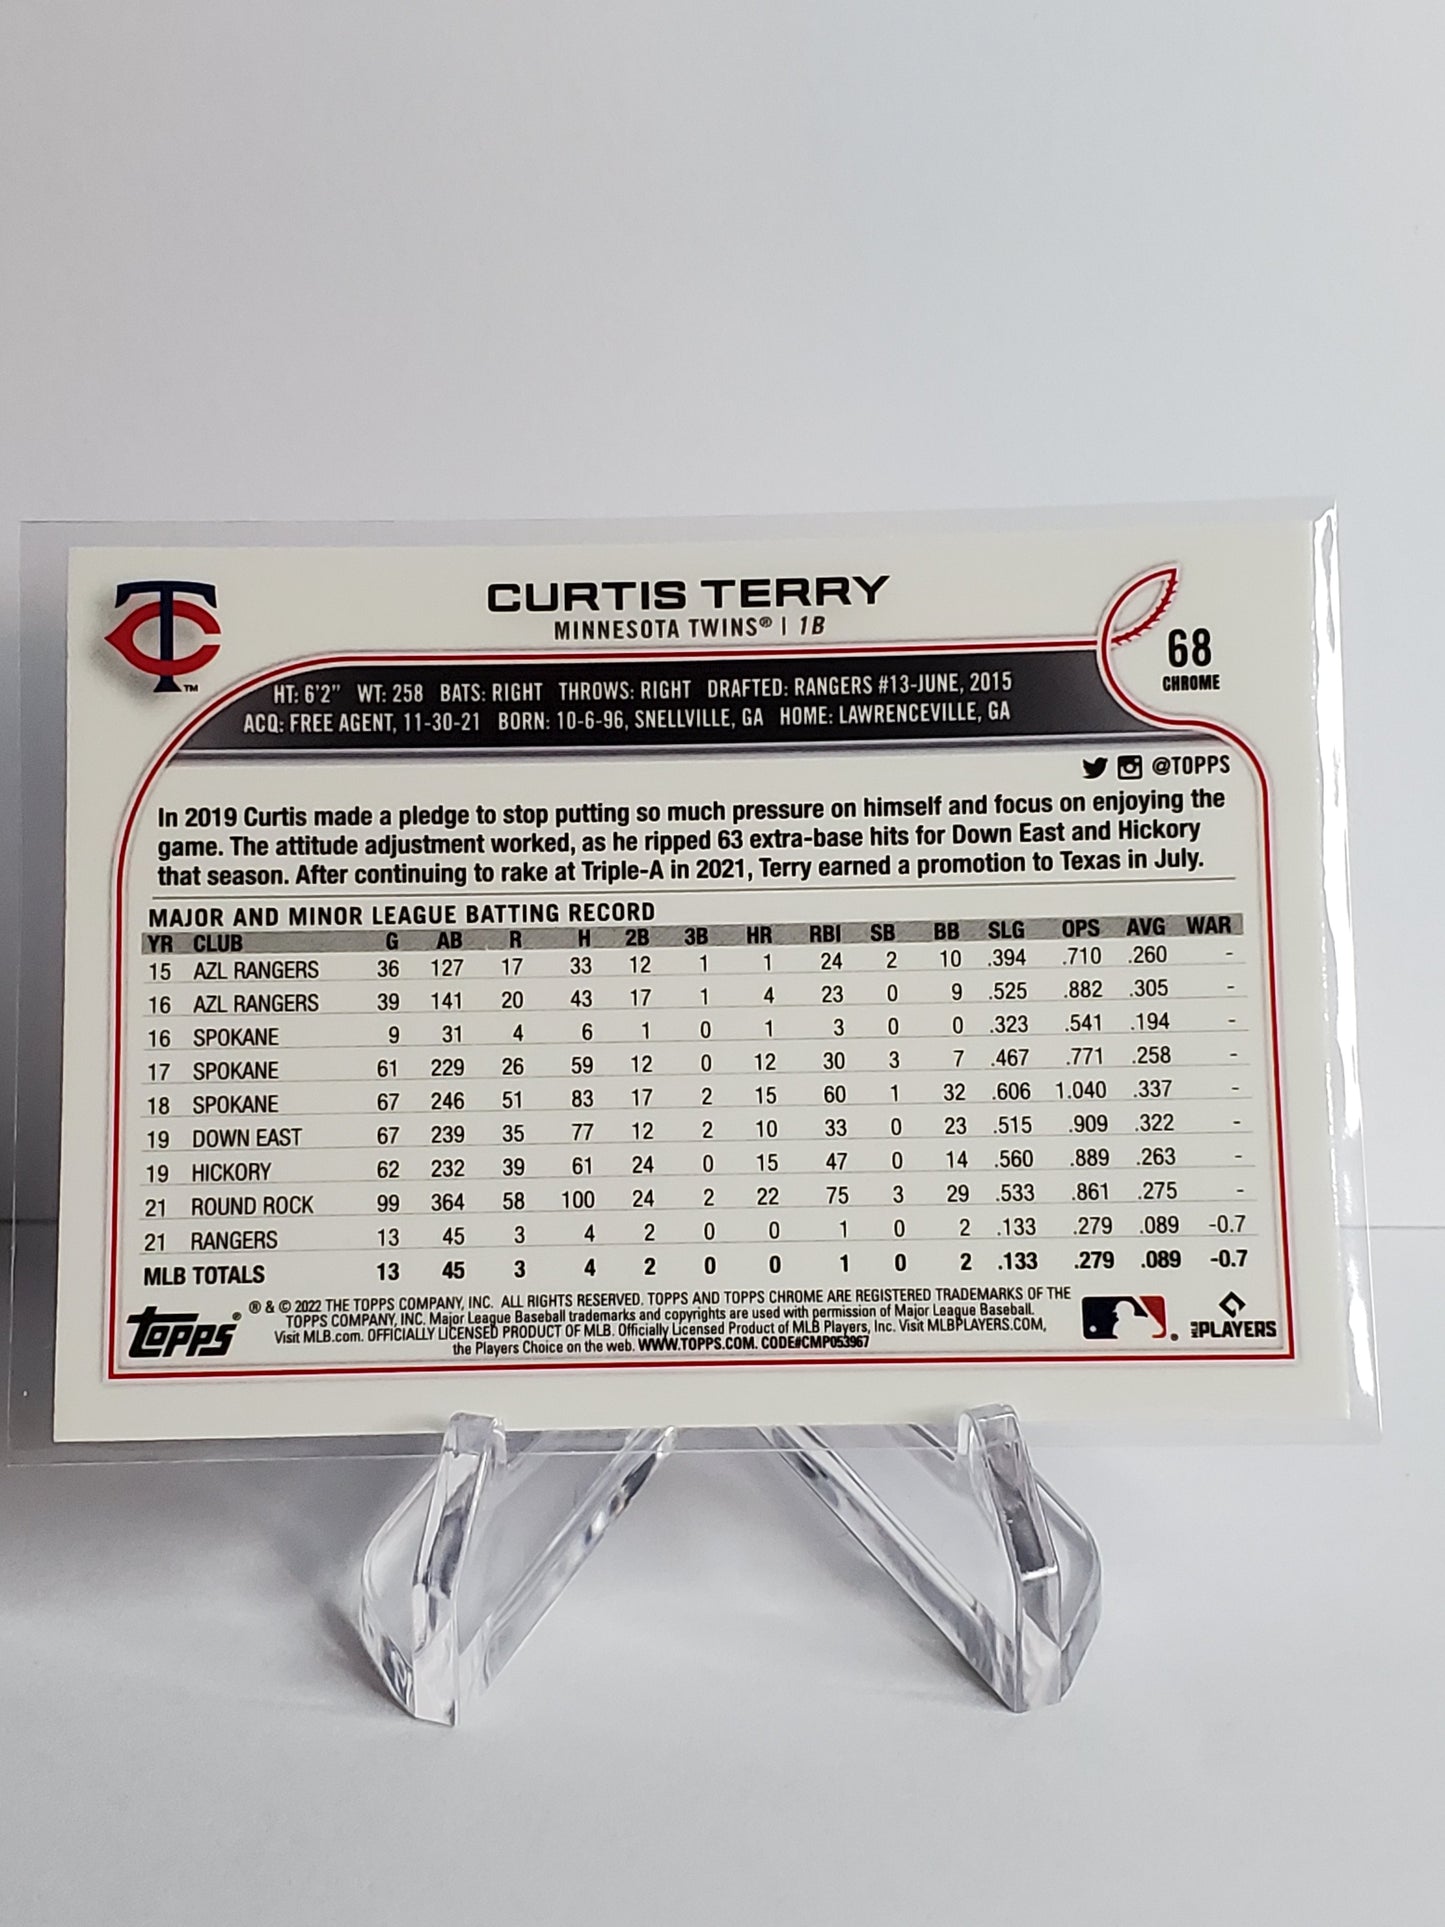 TC™
CURTIS TERRY
MINNESOTA TWINS® | 1B
68
CHROME
HT: 6'2" WT: 258 BATS: RIGHT THROWS: RIGHT DRAFTED: RANGERS #13-JUNE, 2015
ACQ: FREE AGENT, 11-30-21 BORN: 10-6-96, SNELLVILLE, GA HOME: LAWRENCEVILLE, GA
@TOPPS
In 2019 Curtis made a pledge to stop putting so much pressure on himself and focus on enjoying the
game. The attitude adjustment worked, as he ripped 63 extra-base hits for Down East and Hickory
that season. After continuing to rake at Triple-A in 2021, Terry earned a promotion to Texas in July.
MAJOR AND MINOR LEAGUE BATTING RECORD
YR CLUB G AB R H 2B 3B HR RBI SB BB SLG OPS AVG WAR
15 AZL RANGERS 36 127 17 33 12 1 1 24 2 10 .394 .710 .260 -
16 AZL RANGERS 39 141 20 43 17 1 4 23 0 9 .525 .882 .305 -
16 SPOKANE 9 31 4 6 1 0 1 3 0 0 .323 .541 .194 -
17 SPOKANE 61 229 26 59 12 0 12 30 3 7 .467 .771 .258 -
18 SPOKANE 67 246 51 83 17 2 15 60 1 32 .606 1.040 .337 -
19 DOWN EAST 67 239 35 77 12 2 10 33 0 23 .515 .909 .322 -
19 HICKORY 62 232 39 61 24 0 15 47 0 14 .560 .889 .263 -
21 ROUND ROCK 99 364 58 100 24 2 22 75 3 29 .533 .861 .275 -
21 RANGERS 13 45 3 4 2 0 0 1 0 2 .133 .279 .089 -0.7
MLB TOTALS 13 45 3 4 2 0 0 1 0 2 .133 .279 .089 -0.7
topps®
® & © 2022 THE TOPPS COMPANY, INC. ALL RIGHTS RESERVED. TOPPS AND TOPPS CHROME ARE REGISTERED TRADEMARKS OF THE
TOPPS COMPANY, INC. Major League Baseball trademarks and copyrights are used with permission of Major League Baseball.
Visit MLB.com. OFFICIALLY LICENSED PRODUCT OF MLB. Officially Licensed Product of MLB Players, Inc. Visit MLBPLAYERS.COM,
the Players Choice on the web. WWW.TOPPS.COM. CODE#CMP053967
MLB PLAYERS